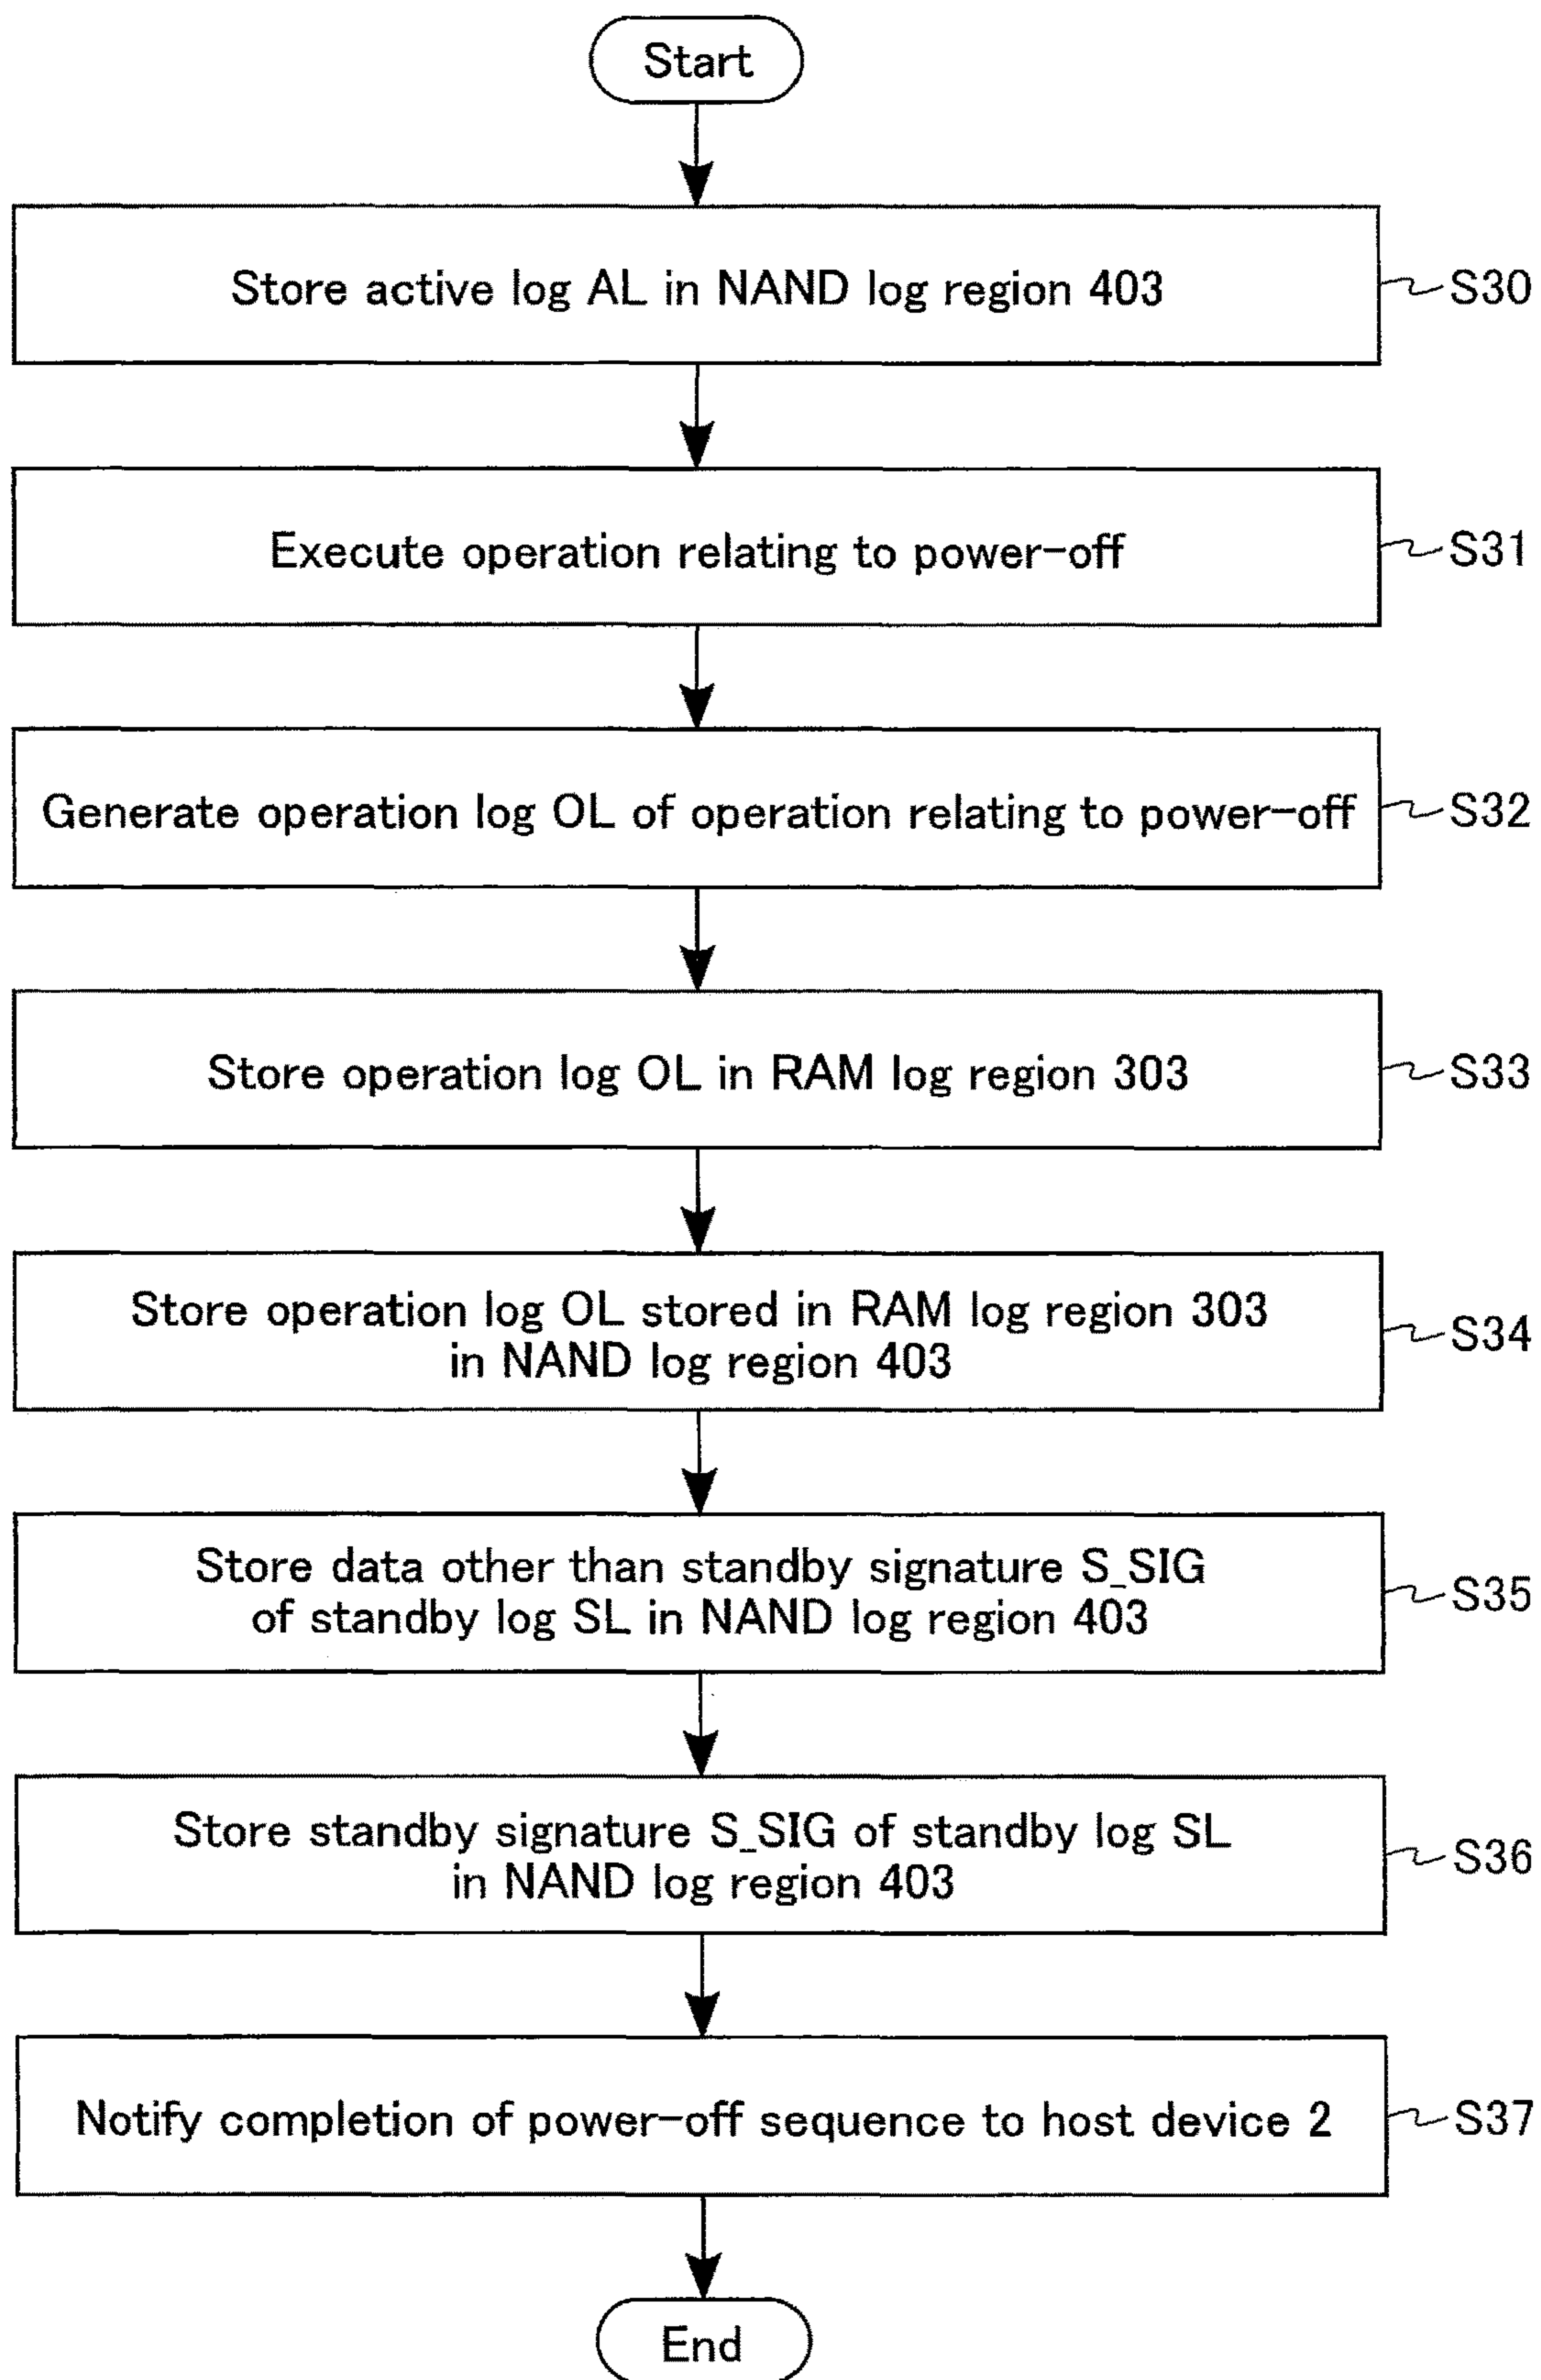 Start
Store active log AL in NAND log region 403
S30
Execute operation relating to power-off
S31
Generate operation log OL of operation relating to power-off
S32
Store operation log OL in RAM log region 303
S33
Store operation log OL stored in RAM log region 303
in NAND log region 403
S34
Store data other than standby signature S_SIG
of standby log SL in NAND log region 403
S35
Store standby signature S_SIG of standby log SL
in NAND log region 403
S36
Notify completion of power-off sequence to host device 2
S37
End